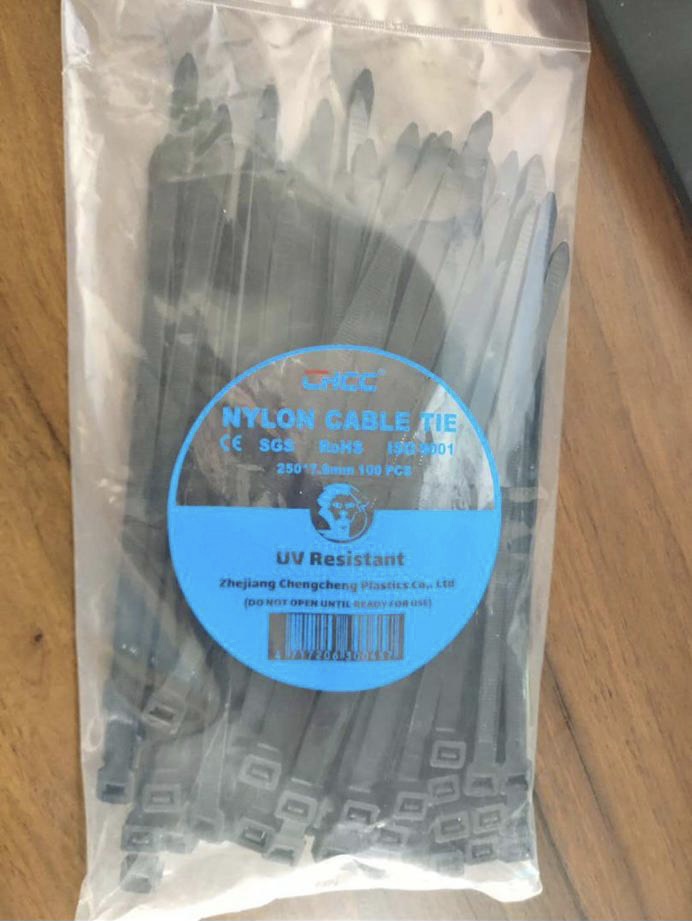 CHCC®
NYLON CABLE TIE
CE SGS RoHS ISO 9001
250*7.6mm 100 PCS
UV Resistant
Zhejiang Chengcheng Plastics Co., Ltd
(DO NOT OPEN UNTIL READY FOR USE)